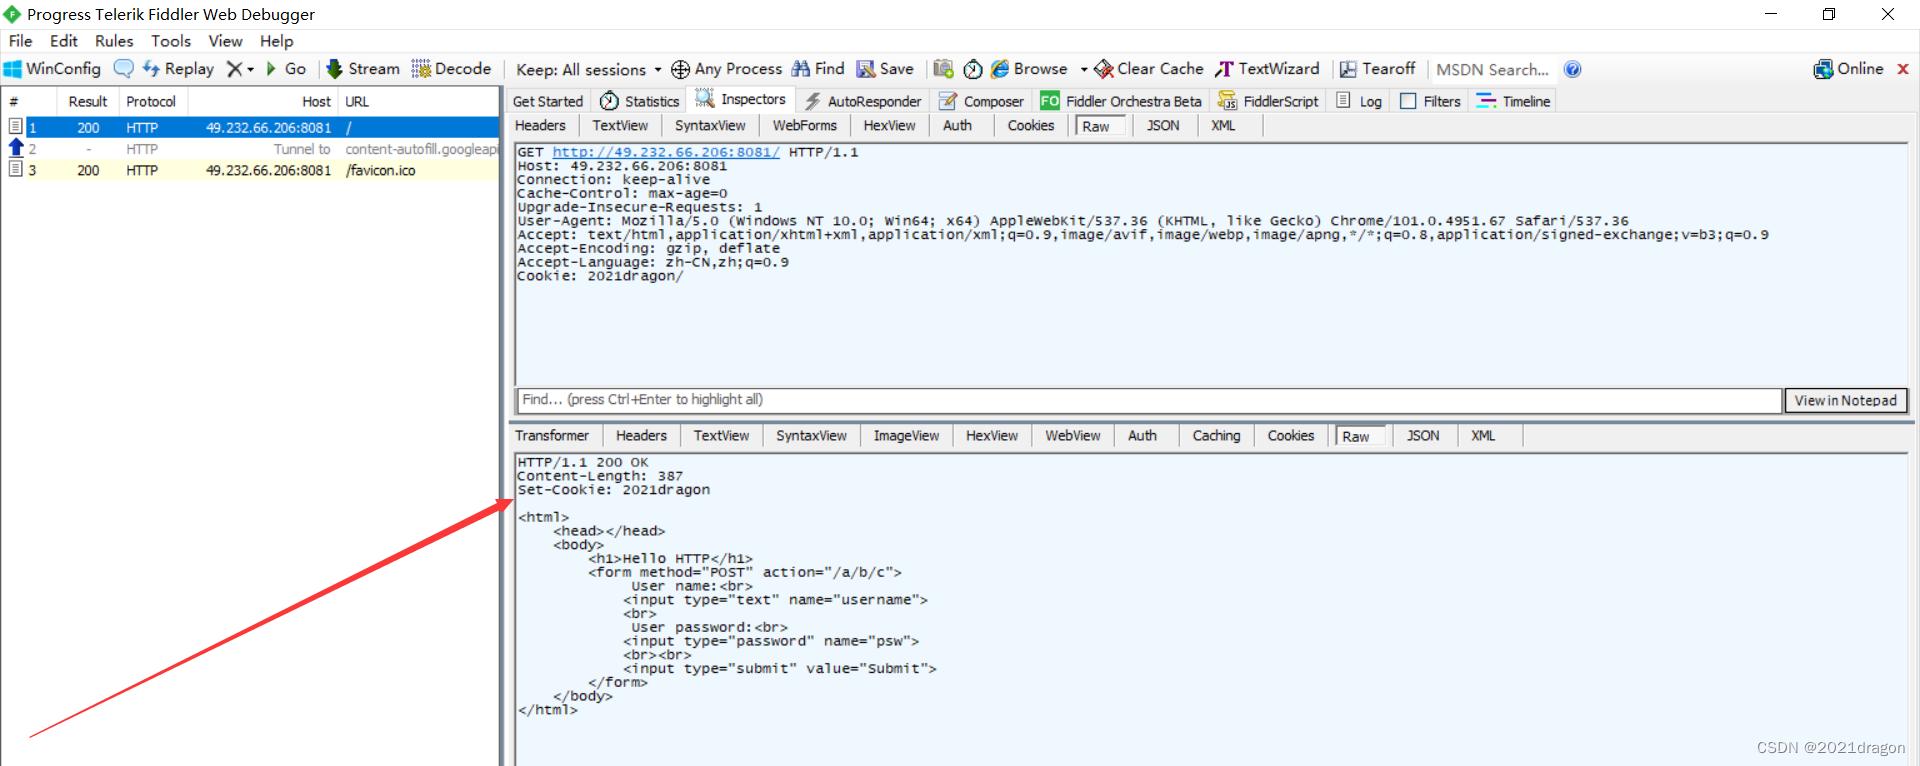 Progress Telerik Fiddler Web Debugger
File Edit Rules Tools View Help
WinConfig Replay Go Stream Decode Keep: All sessions Any Process Find Save Browse Clear Cache TextWizard Tearoff MSDN Search... Online
# Result Protocol Host URL
1 200 HTTP 49.232.66.206:8081 /
2 - HTTP Tunnel to content-autofill.googleapi
3 200 HTTP 49.232.66.206:8081 /favicon.ico
Get Started Statistics Inspectors AutoResponder Composer Fiddler Orchestra Beta FiddlerScript Log Filters Timeline
Headers TextView SyntaxView WebForms HexView Auth Cookies Raw JSON XML
GET http://49.232.66.206:8081/ HTTP/1.1
Host: 49.232.66.206:8081
Connection: keep-alive
Cache-Control: max-age=0
Upgrade-Insecure-Requests: 1
User-Agent: Mozilla/5.0 (Windows NT 10.0; Win64; x64) AppleWebKit/537.36 (KHTML, like Gecko) Chrome/101.0.4951.67 Safari/537.36
Accept: text/html,application/xhtml+xml,application/xml;q=0.9,image/avif,image/webp,image/apng,*/*;q=0.8,application/signed-exchange;v=b3;q=0.9
Accept-Encoding: gzip, deflate
Accept-Language: zh-CN,zh;q=0.9
Cookie: 2021dragon/
Find... (press Ctrl+Enter to highlight all) View in Notepad
Transformer Headers TextView SyntaxView ImageView HexView WebView Auth Caching Cookies Raw JSON XML
HTTP/1.1 200 OK
Content-Length: 387
Set-Cookie: 2021dragon
<html>
<head></head>
<body>
<h1>Hello HTTP</h1>
<form method="POST" action="/a/b/c">
User name:<br>
<input type="text" name="username">
<br>
User password:<br>
<input type="password" name="psw">
<br><br>
<input type="submit" value="Submit">
</form>
</body>
</html>
CSDN @2021dragon